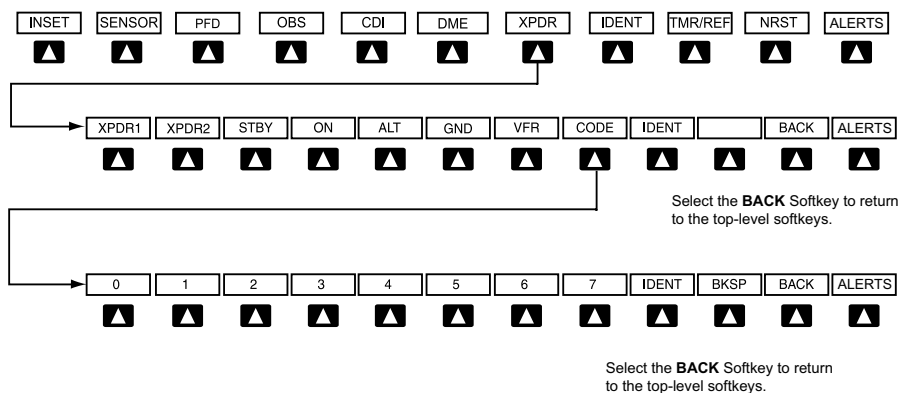 INSET SENSOR PFD OBS CDI DME XPDR IDENT TMR/REF NRST ALERTS
XPDR1 XPDR2 STBY ON ALT GND VFR CODE IDENT BACK ALERTS
Select the BACK Softkey to return
to the top-level softkeys.
0 1 2 3 4 5 6 7 IDENT BKSP BACK ALERTS
Select the BACK Softkey to return
to the top-level softkeys.